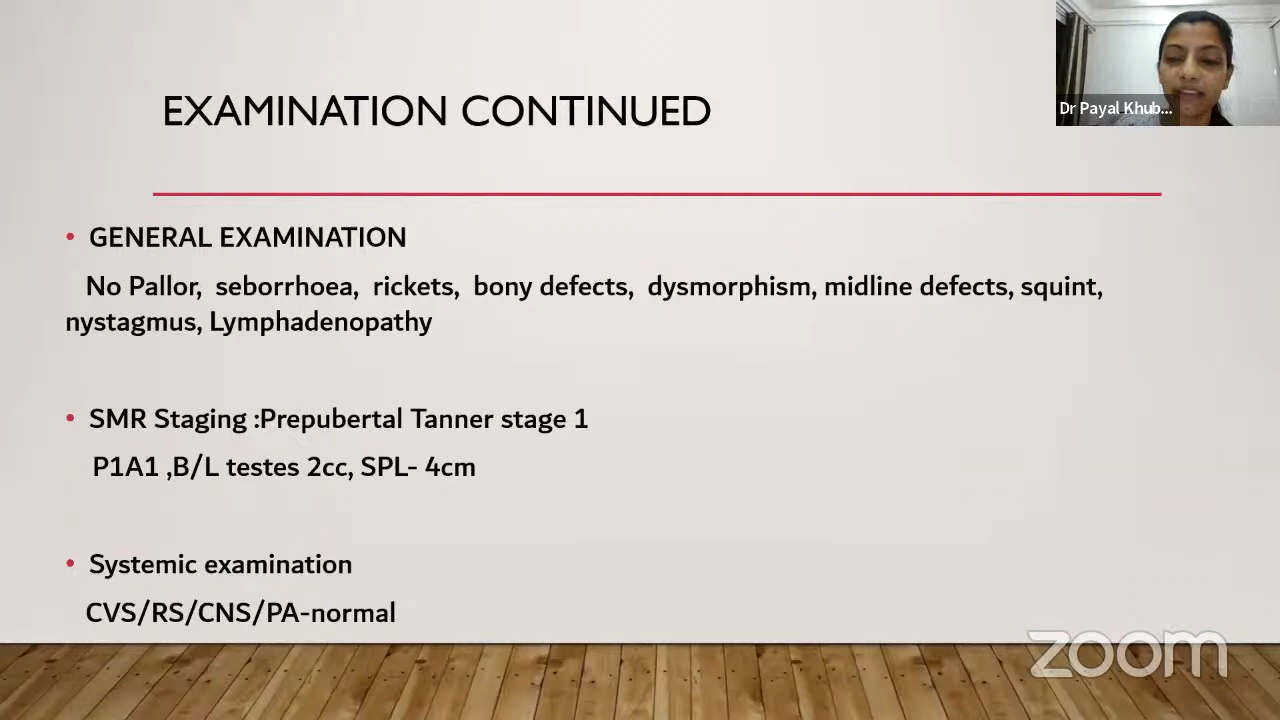 Dr Payal Khub...
EXAMINATION CONTINUED
• GENERAL EXAMINATION
No Pallor, seborrhoea, rickets, bony defects, dysmorphism, midline defects, squint,
nystagmus, Lymphadenopathy
• SMR Staging :Prepubertal Tanner stage 1
P1A1 ,B/L testes 2cc, SPL- 4cm
• Systemic examination
CVS/RS/CNS/PA-normal
zoom